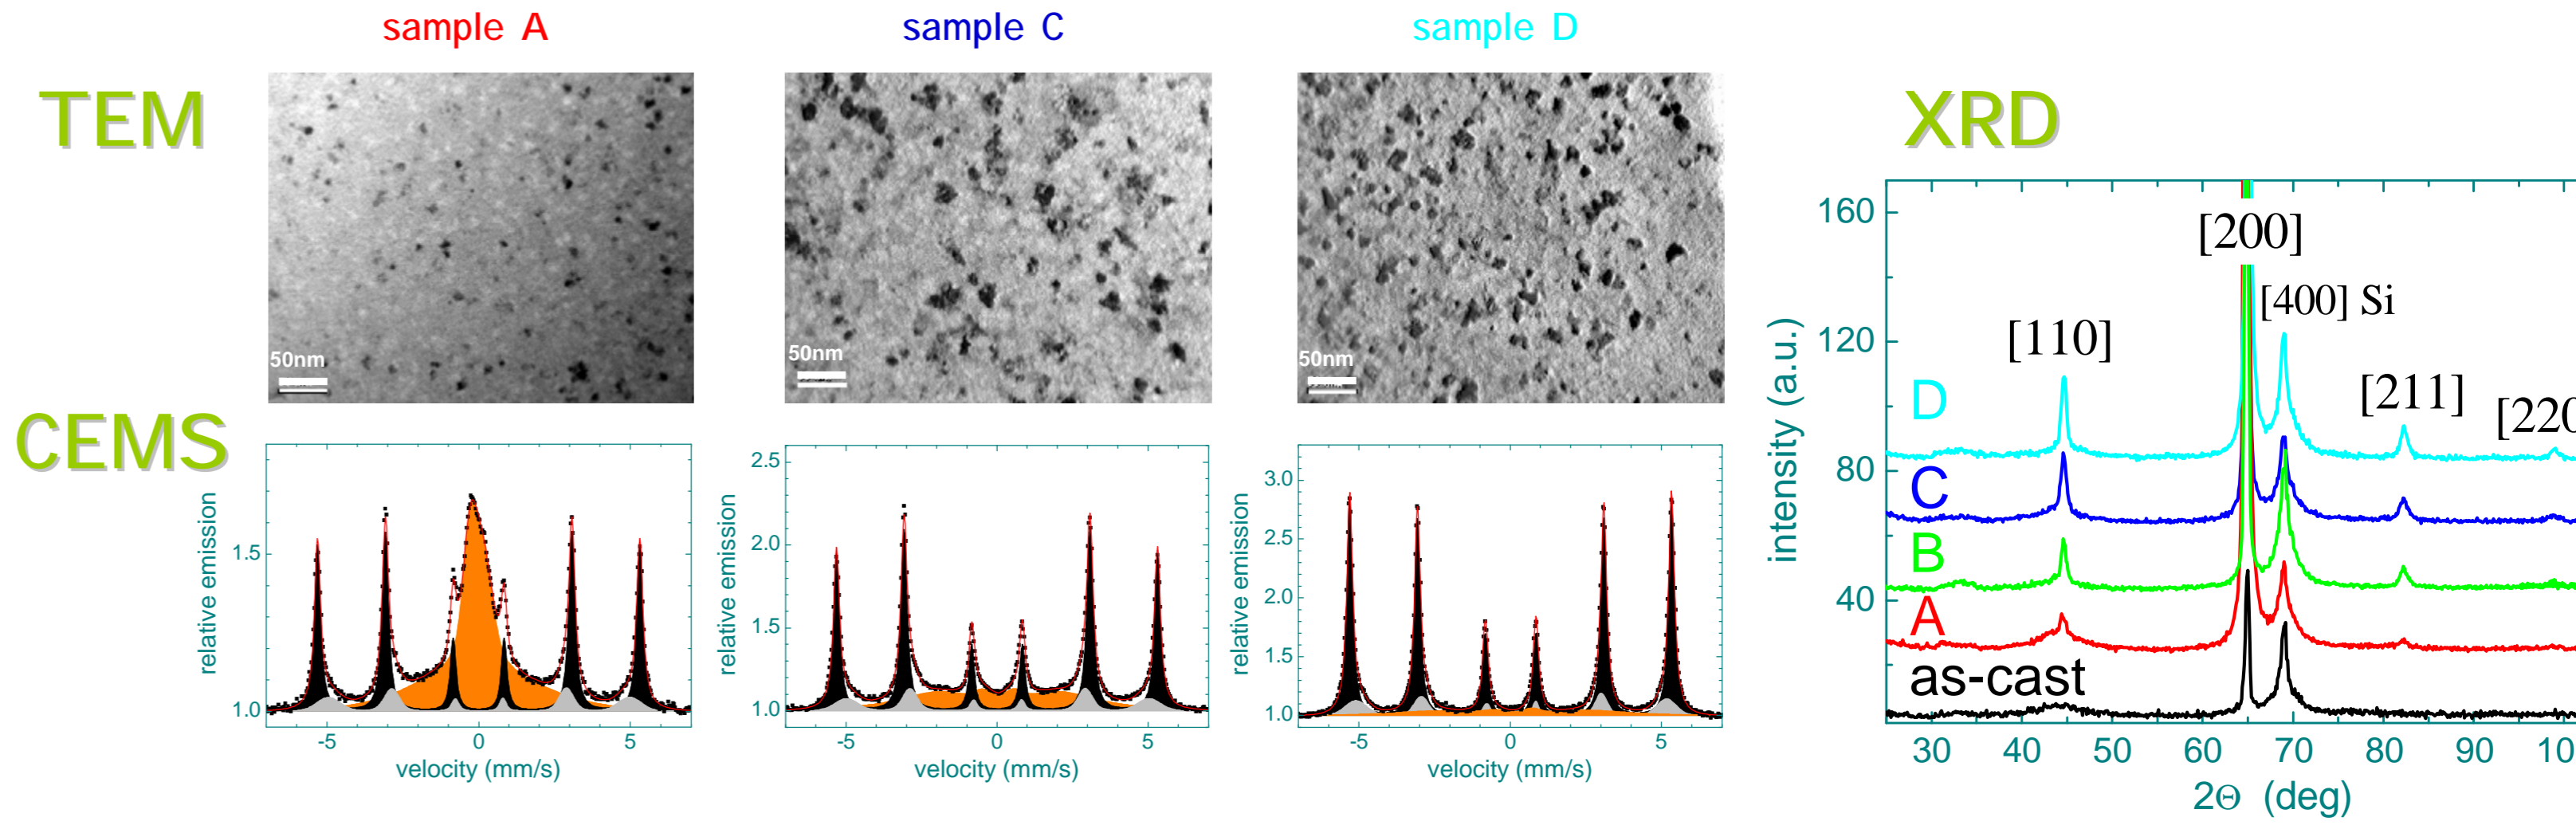 sample A
sample C
sample D
TEM
50nm
50nm
50nm
CEMS
1.5
1.0
relative emission
-5 0 5
velocity (mm/s)
2.5
2.0
1.5
1.0
relative emission
-5 0 5
velocity (mm/s)
3.0
2.5
2.0
1.5
1.0
relative emission
-5 0 5
velocity (mm/s)
XRD
160
120
80
40
intensity (a.u.)
[200]
[400] Si
[110]
[211]
[220
D
C
B
A
as-cast
30 40 50 60 70 80 90 10
2Θ (deg)